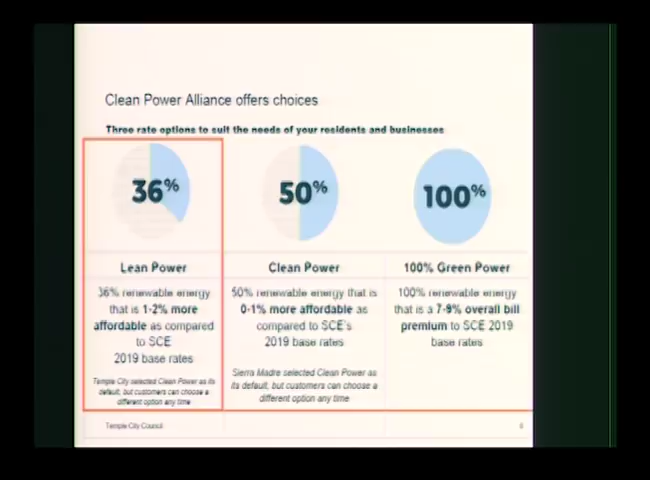 Clean Power Alliance offers choices
Three rate options to suit the needs of your residents and businesses
36%
50%
100%
Lean Power
Clean Power
100% Green Power
36% renewable energy
that is 1-2% more
affordable as compared
to SCE
2019 base rates
Temple City selected Clean Power as its
default, but customers can choose a
different option any time
50% renewable energy that is
0-1% more affordable as
compared to SCE's
2019 base rates
Sierra Madre selected Clean Power as
its default, but customers can choose a
different option any time
100% renewable energy
that is a 7-9% overall bill
premium to SCE 2019
base rates
Temple City Council